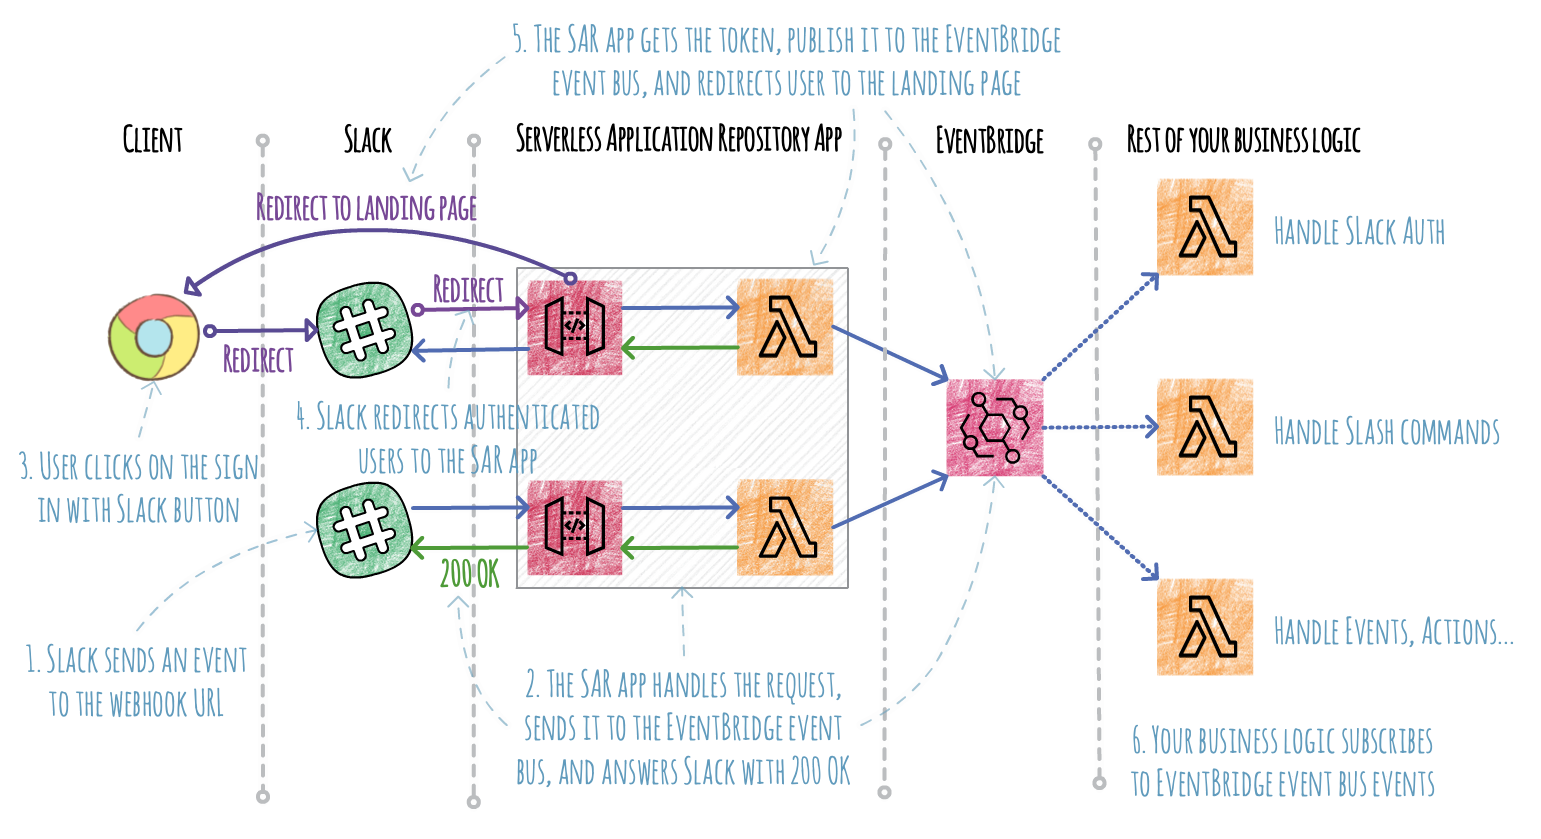 5. The SAR app gets the token, publish it to the EventBridge
event bus, and redirects user to the landing page
Client
Slack
Serverless Application Repository App
EventBridge
Rest of your business logic
Redirect to landing page
Handle Slack Auth
Redirect
</>
Redirect
4. Slack redirects authenticated
users to the SAR app
Handle Slash commands
3. User clicks on the sign
in with Slack button
</>
200 OK
Handle Events, Actions...
1. Slack sends an event
to the webhook URL
2. The SAR app handles the request,
sends it to the EventBridge event
bus, and answers Slack with 200 OK
6. Your business logic subscribes
to EventBridge event bus events